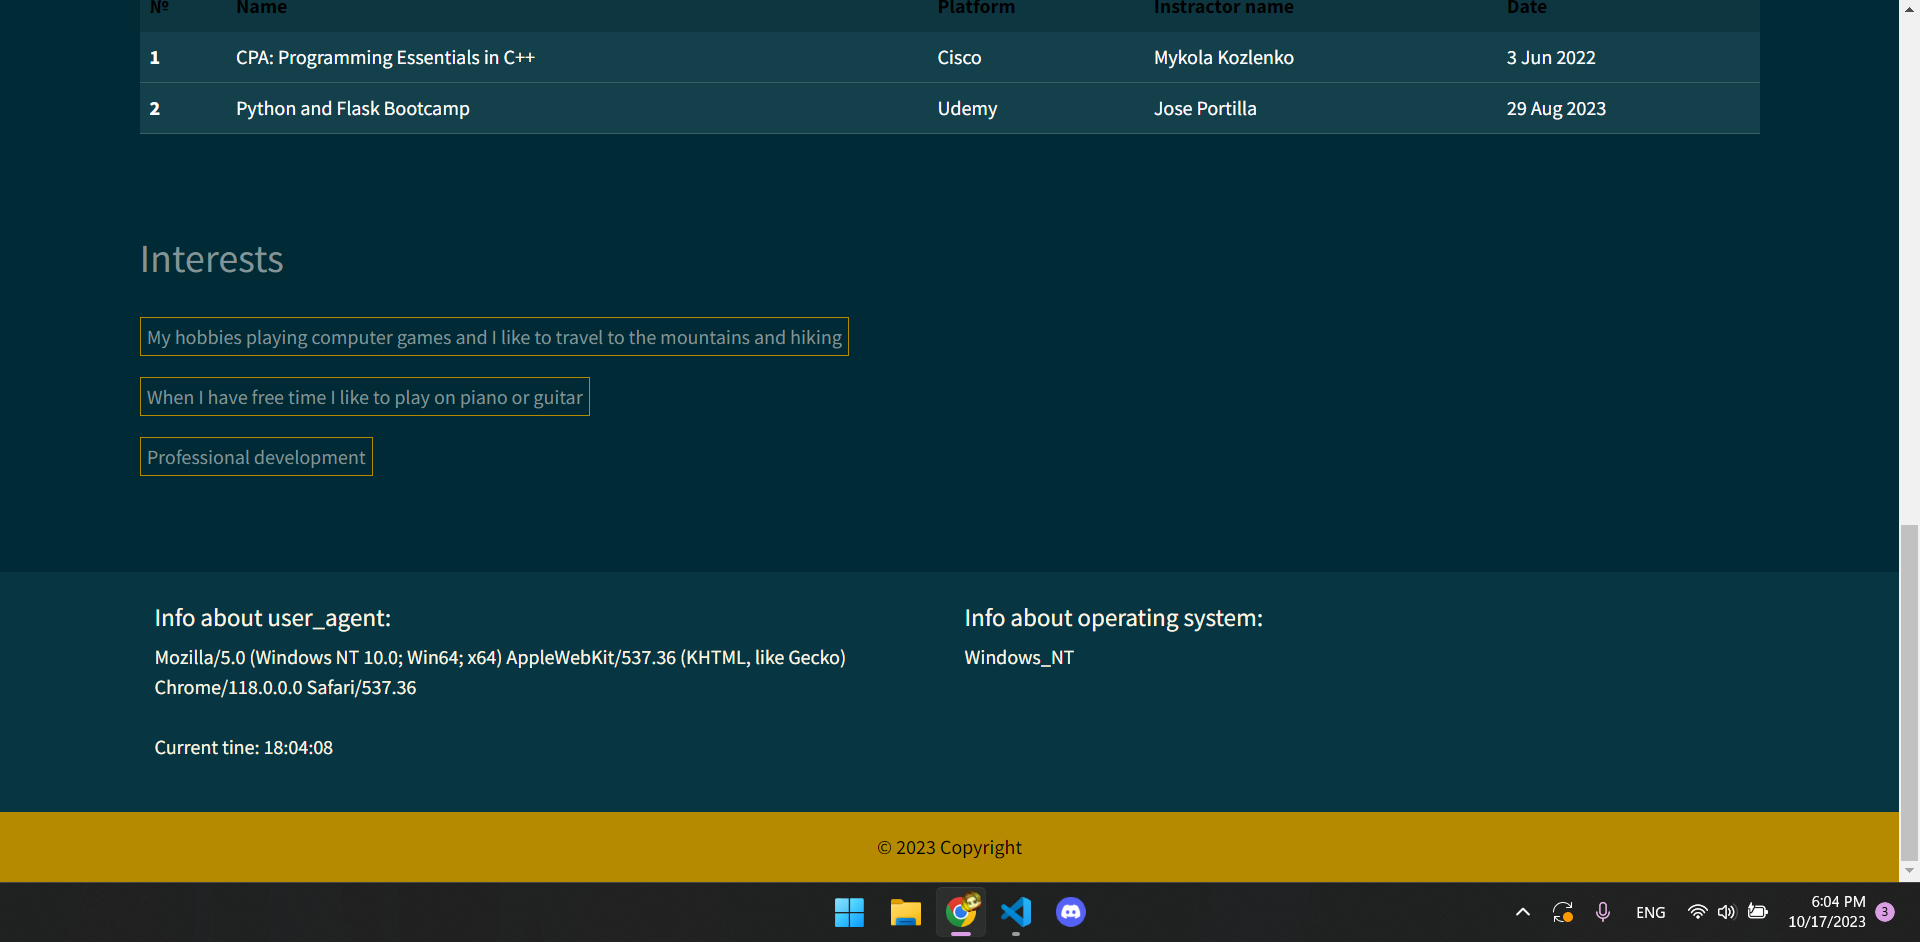 № Name Platform Instractor name Date
1 CPA: Programming Essentials in C++ Cisco Mykola Kozlenko 3 Jun 2022
2 Python and Flask Bootcamp Udemy Jose Portilla 29 Aug 2023
Interests
My hobbies playing computer games and I like to travel to the mountains and hiking
When I have free time I like to play on piano or guitar
Professional development
Info about user_agent:
Mozilla/5.0 (Windows NT 10.0; Win64; x64) AppleWebKit/537.36 (KHTML, like Gecko)
Chrome/118.0.0.0 Safari/537.36
Current tine: 18:04:08
Info about operating system:
Windows_NT
© 2023 Copyright
ENG
6:04 PM
10/17/2023
3